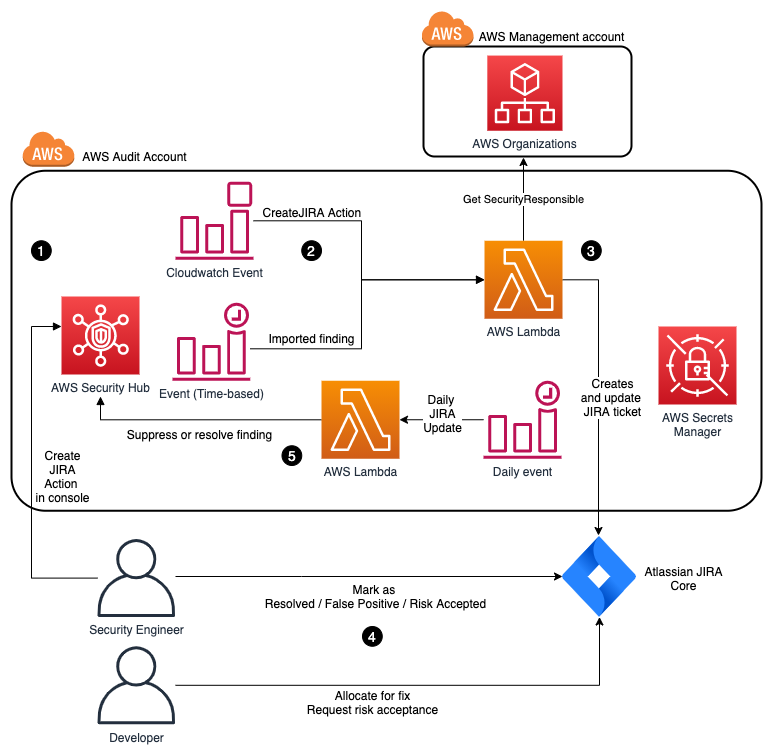 AWS
AWS Management account
AWS Organizations
AWS
AWS Audit Account
Get SecurityResponsible
CreateJIRA Action
1
2
3
Cloudwatch Event
AWS Lambda
Imported finding
AWS Security Hub
Event (Time-based)
Creates
and update
JIRA ticket
AWS Secrets
Manager
Daily
JIRA
Update
Suppress or resolve finding
5
AWS Lambda
Daily event
Create
JIRA
Action
in console
Atlassian JIRA
Core
Mark as
Resolved / False Positive / Risk Accepted
Security Engineer
4
Allocate for fix
Request risk acceptance
Developer